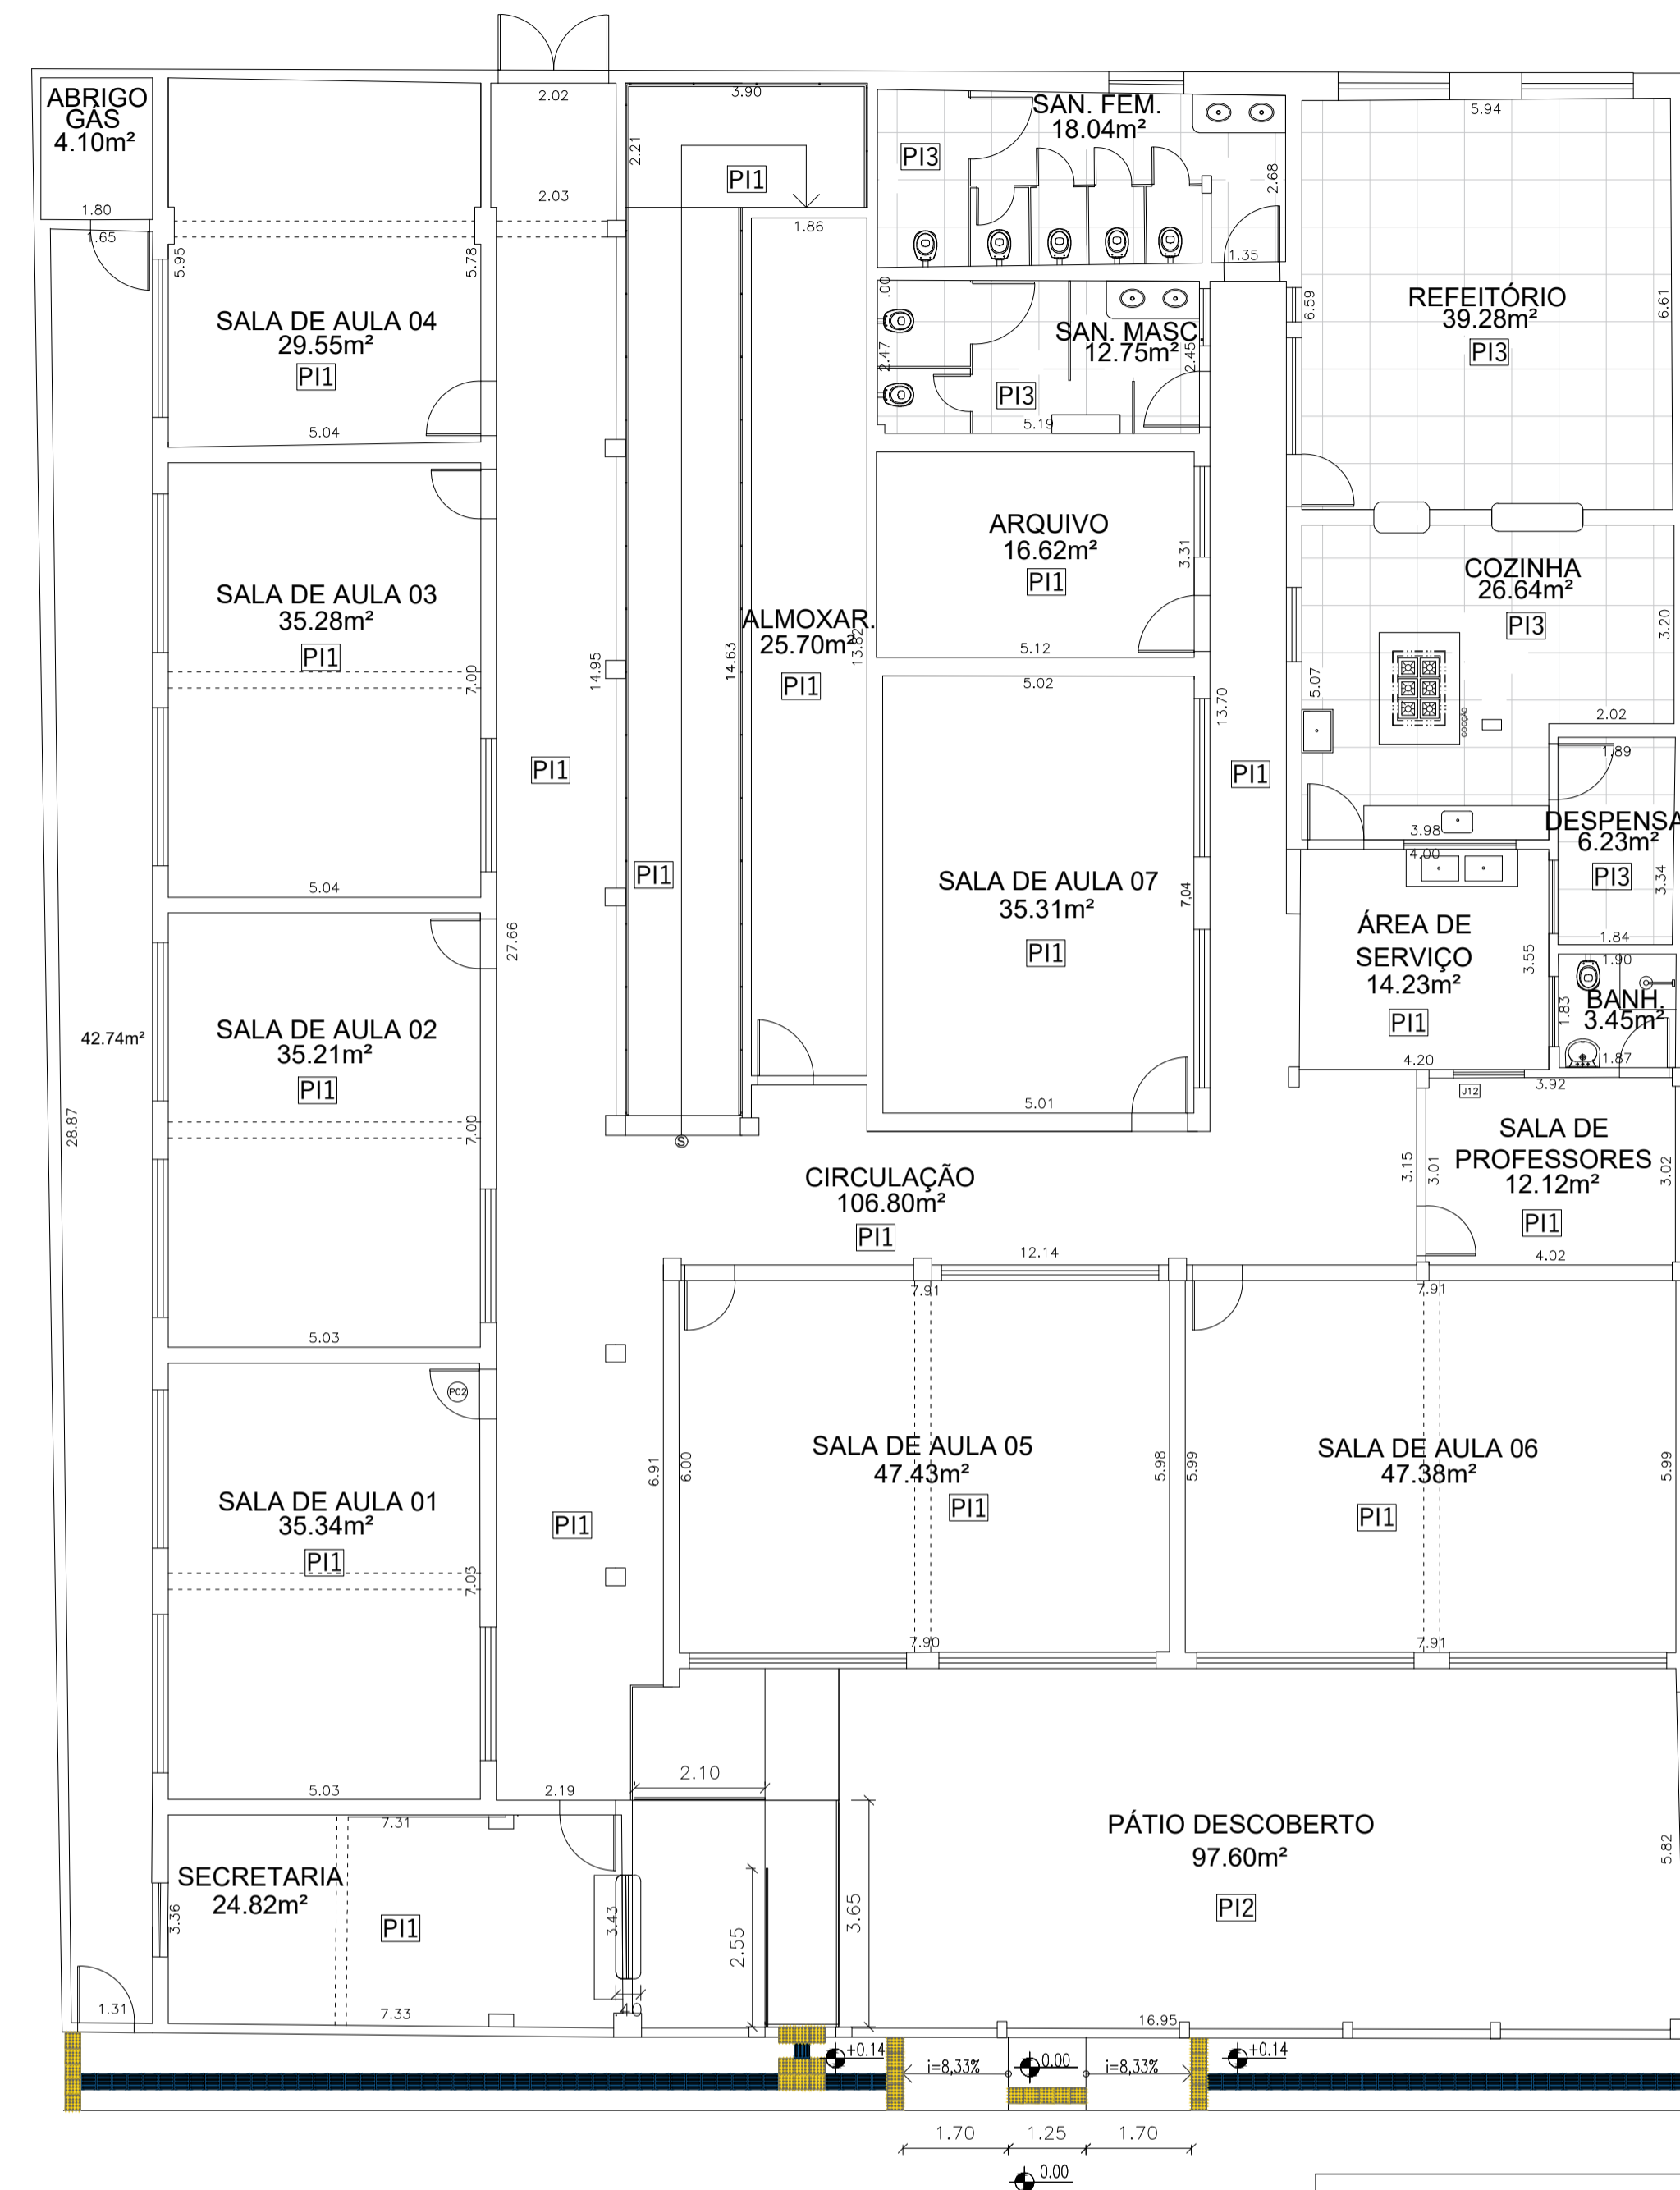 ABRIGO
GÁS
4.10m²
1.80
1.65
2.02
2.03
3.90
2.21
PI1
1.86
SAN. FEM.
18.04m²
PI3
2.68
1.35
5.94
REFEITÓRIO
39.28m²
PI3
6.59
6.61
5.95
5.78
SALA DE AULA 04
29.55m²
PI1
5.04
.00
2.47
SAN. MASC.
12.75m²
2.45
PI3
5.19
SALA DE AULA 03
35.28m²
PI1
7.00
5.04
14.95
14.63
ALMOXAR.
25.70m²
13.82
PI1
ARQUIVO
16.62m²
PI1
3.31
5.12
COZINHA
26.64m²
PI3
3.20
5.07
COCÇÃO
2.02
1.89
3.98
4.00
5.02
13.70
PI1
PI1
PI1
SALA DE AULA 07
35.31m²
PI1
7.04
5.01
DESPENSA
6.23m²
PI3
3.34
1.84
ÁREA DE
SERVIÇO
14.23m²
PI1
3.55
4.20
1.90
BANH.
3.45m²
1.83
1.87
27.66
SALA DE AULA 02
35.21m²
PI1
7.00
5.03
42.74m²
28.87
S
CIRCULAÇÃO
106.80m²
PI1
12.14
J12
3.92
SALA DE
PROFESSORES
12.12m²
PI1
3.15
3.01
3.02
4.02
P02
SALA DE AULA 01
35.34m²
PI1
7.03
5.03
PI1
6.91
6.00
7.91
SALA DE AULA 05
47.43m²
PI1
5.98
7.90
5.99
7.91
SALA DE AULA 06
47.38m²
PI1
5.99
7.91
2.19
2.10
7.31
SECRETARIA
24.82m²
PI1
3.36
3.43
7.33
.40
1.31
2.55
3.65
PÁTIO DESCOBERTO
97.60m²
PI2
5.82
16.95
+0.14
i=8,33%
0.00
i=8,33%
+0.14
1.70
1.25
1.70
0.00